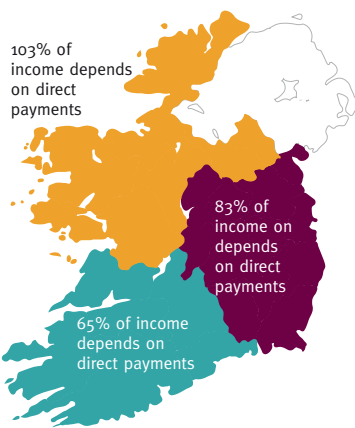 103% of
income depends
on direct
payments
83% of
income on
depends
on direct
payments
65% of income
depends on
direct payments